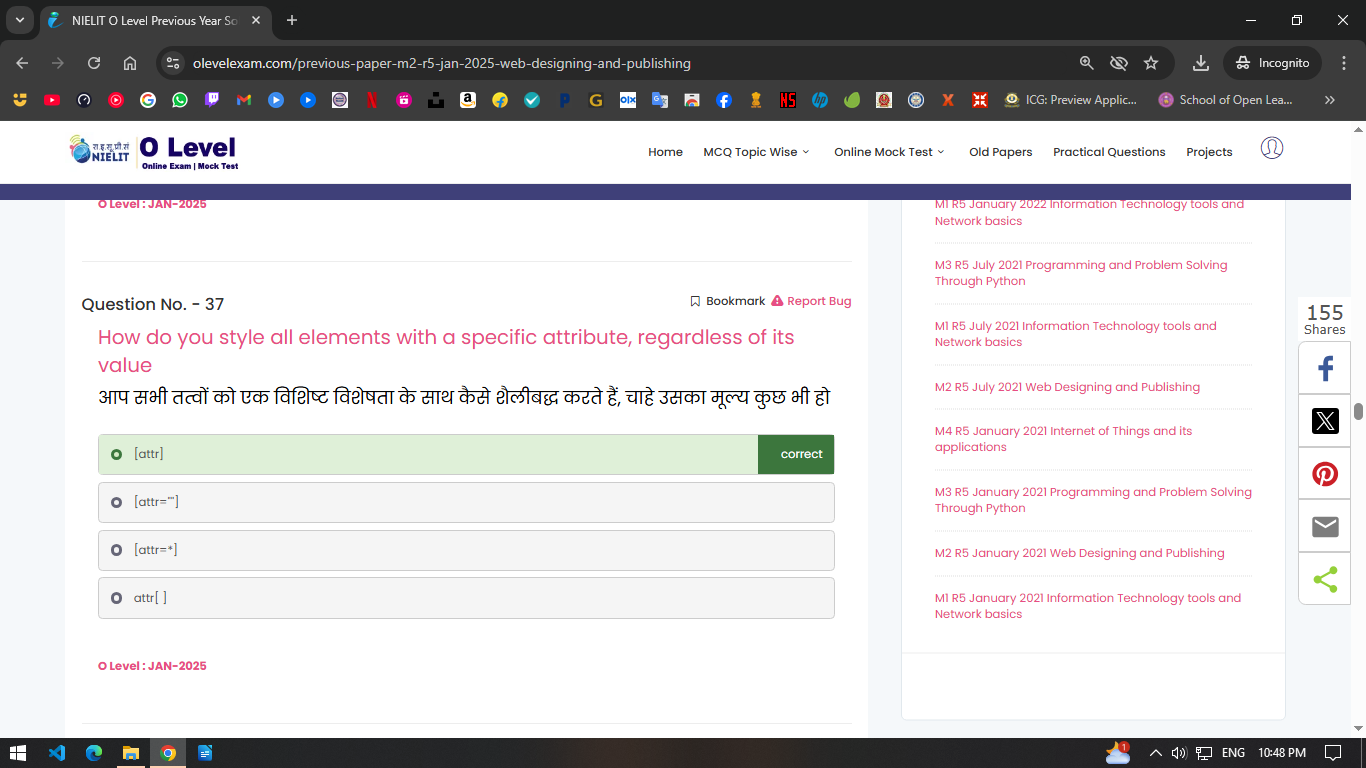 NIELIT O Level Previous Year So
olevelexam.com/previous-paper-m2-r5-jan-2025-web-designing-and-publishing
Incognito
ICG: Preview Applic...
School of Open Lea...
रा.इ.सू.प्रौ.सं
NIELIT
O Level
Online Exam | Mock Test
Home
MCQ Topic Wise
Online Mock Test
Old Papers
Practical Questions
Projects
O Level : JAN-2025
Question No. - 37
Bookmark
Report Bug
How do you style all elements with a specific attribute, regardless of its
value
आप सभी तत्वों को एक विशिष्ट विशेषता के साथ कैसे शैलीबद्ध करते हैं, चाहे उसका मूल्य कुछ भी हो
[attr]
correct
[attr=""]
[attr=*]
attr[ ]
O Level : JAN-2025
M1 R5 January 2022 Information Technology tools and
Network basics
M3 R5 July 2021 Programming and Problem Solving
Through Python
M1 R5 July 2021 Information Technology tools and
Network basics
M2 R5 July 2021 Web Designing and Publishing
M4 R5 January 2021 Internet of Things and its
applications
M3 R5 January 2021 Programming and Problem Solving
Through Python
M2 R5 January 2021 Web Designing and Publishing
M1 R5 January 2021 Information Technology tools and
Network basics
155
Shares
1
ENG
10:48 PM